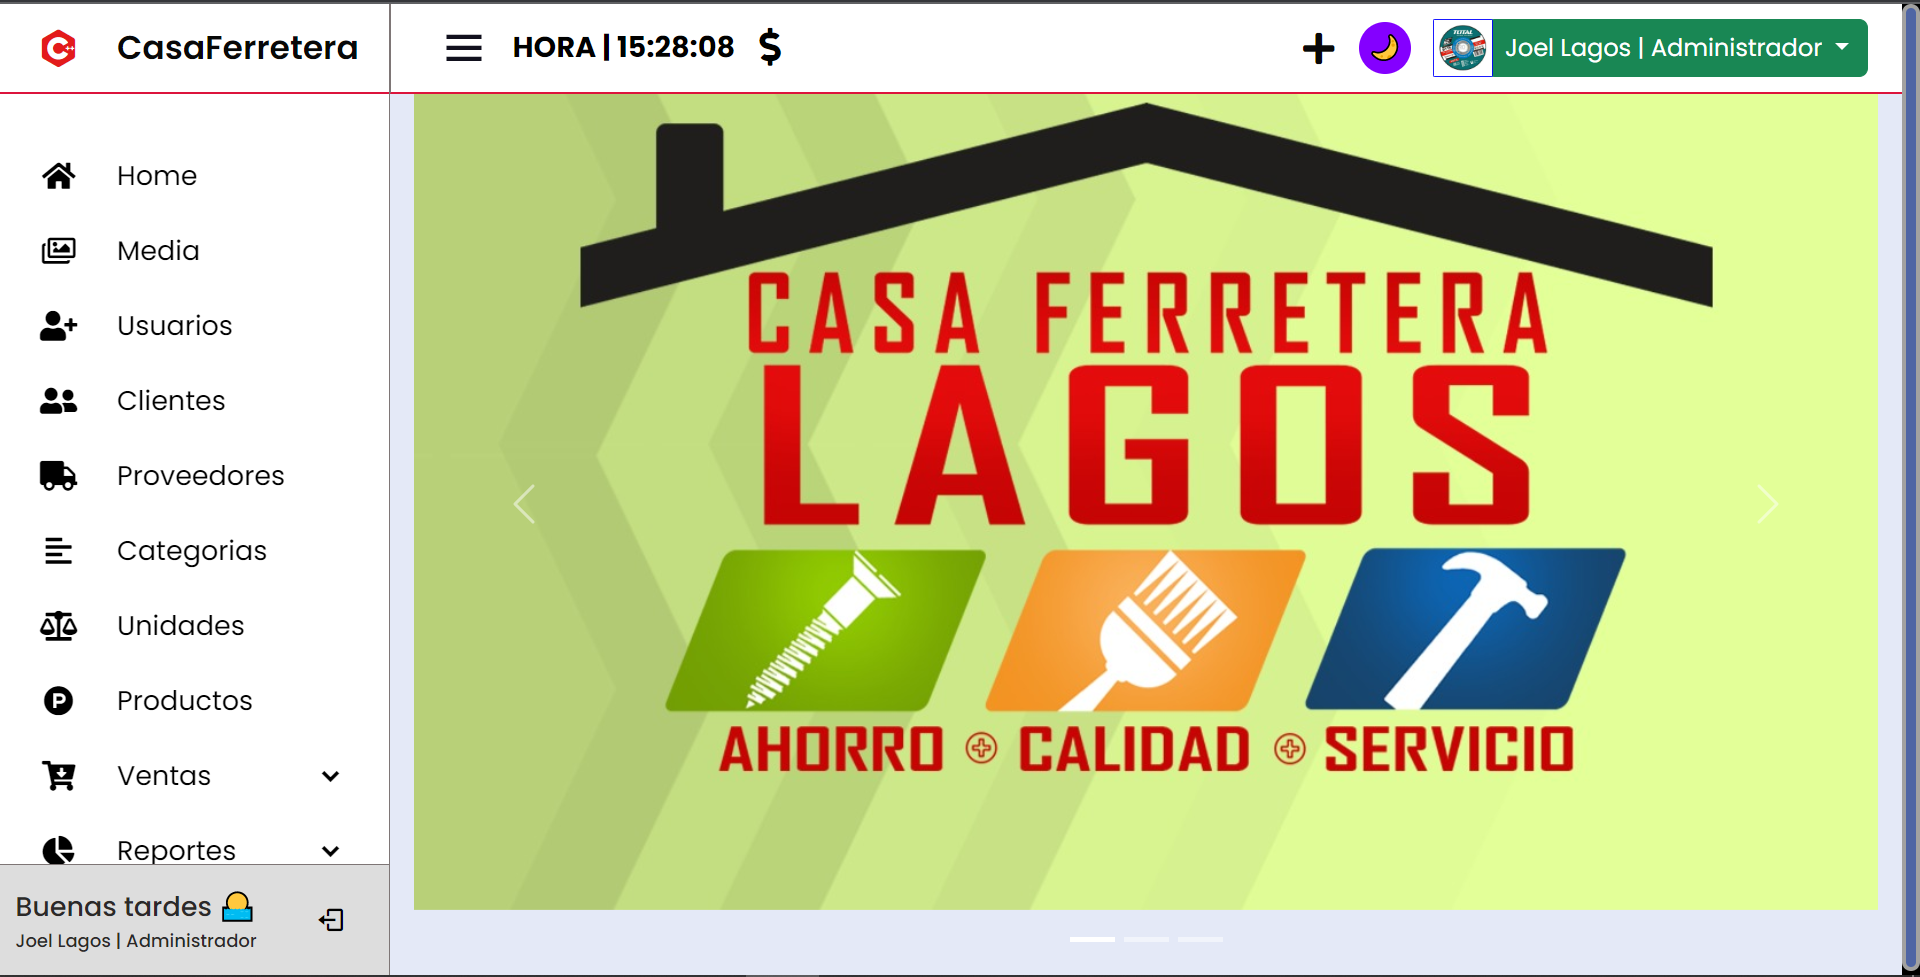 CasaFerretera
HORA | 15:28:08
TOTAL
Joel Lagos | Administrador
Home
Media
Usuarios
Clientes
Proveedores
Categorias
Unidades
Productos
Ventas
Reportes
Buenas tardes
Joel Lagos | Administrador
CASA FERRETERA
LAGOS
AHORRO CALIDAD SERVICIO